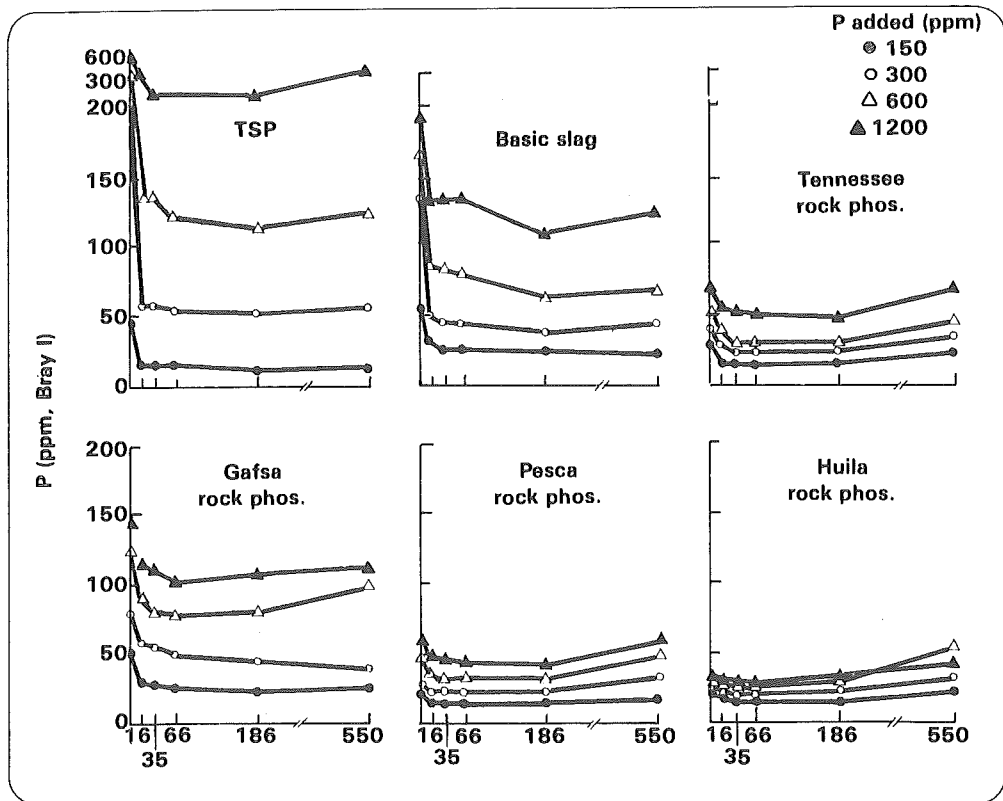 P added (ppm)
150
300
600
1200
600
300
200
150
100
50
0
TSP
Basic slag
Tennessee
rock phos.
P (ppm, Bray I)
200
150
100
50
0
Gafsa
rock phos.
Pesca
rock phos.
Huila
rock phos.
16 66 186 550
35
16 66 186 550
35
16 66 186 550
35